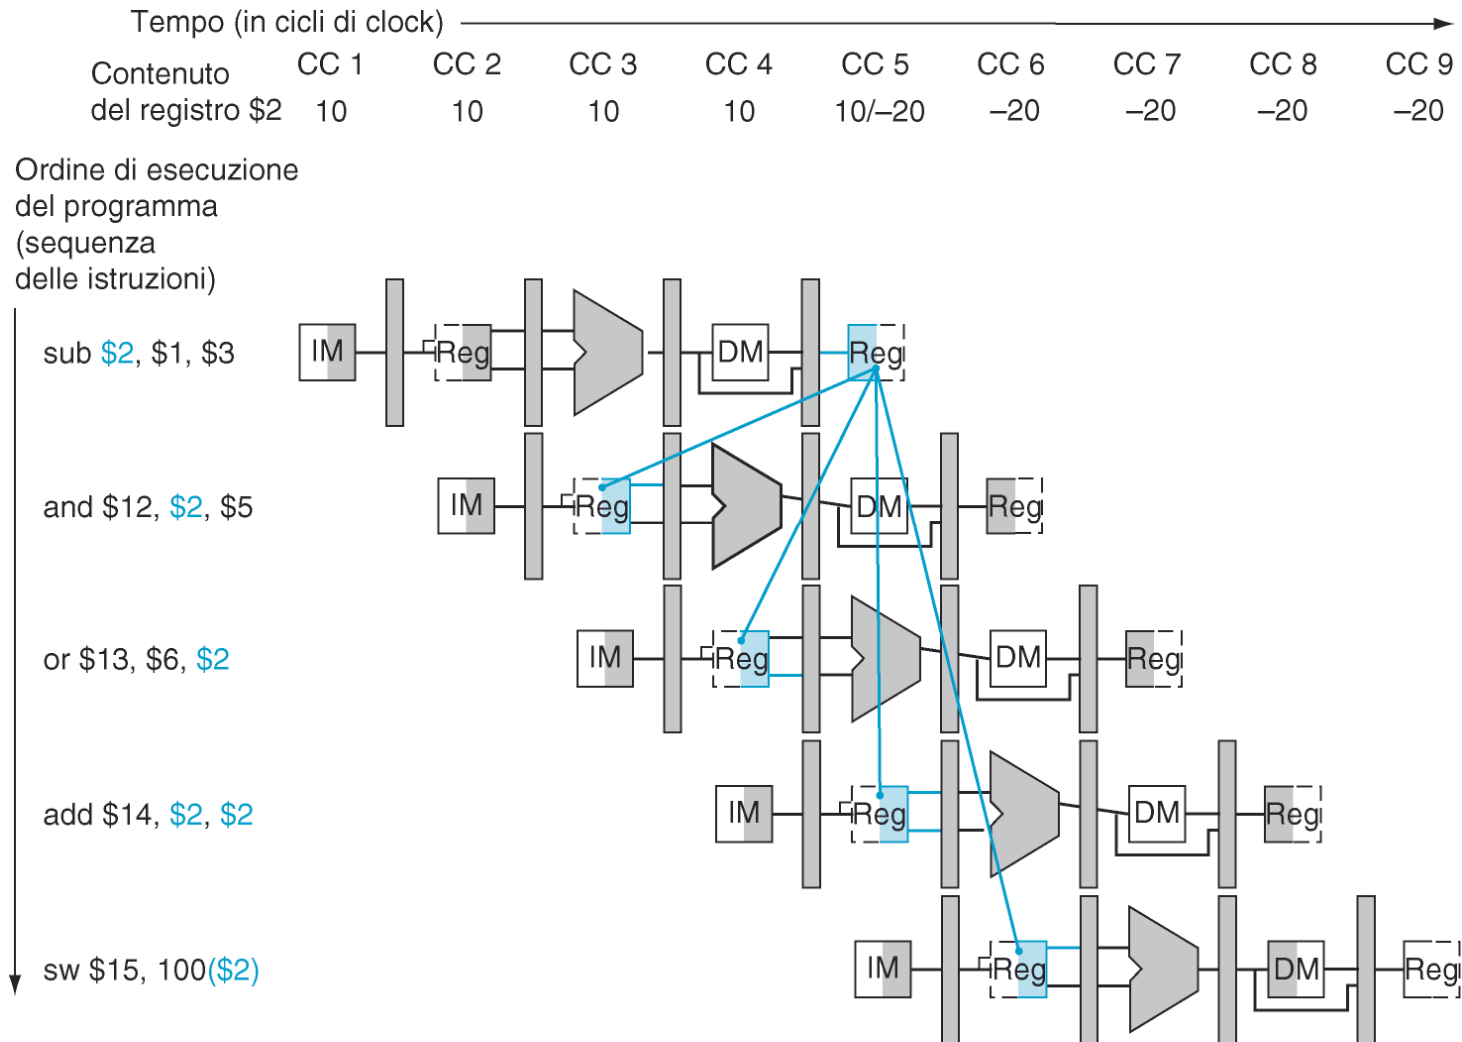 Tempo (in cicli di clock)
Contenuto
del registro $2
CC 1 CC 2 CC 3 CC 4 CC 5 CC 6 CC 7 CC 8 CC 9
10 10 10 10 10/–20 –20 –20 –20 –20
Ordine di esecuzione
del programma
(sequenza
delle istruzioni)
sub $2, $1, $3
IM Reg DM Reg
and $12, $2, $5
IM Reg DM Reg
or $13, $6, $2
IM Reg DM Reg
add $14, $2, $2
IM Reg DM Reg
sw $15, 100($2)
IM Reg DM Reg